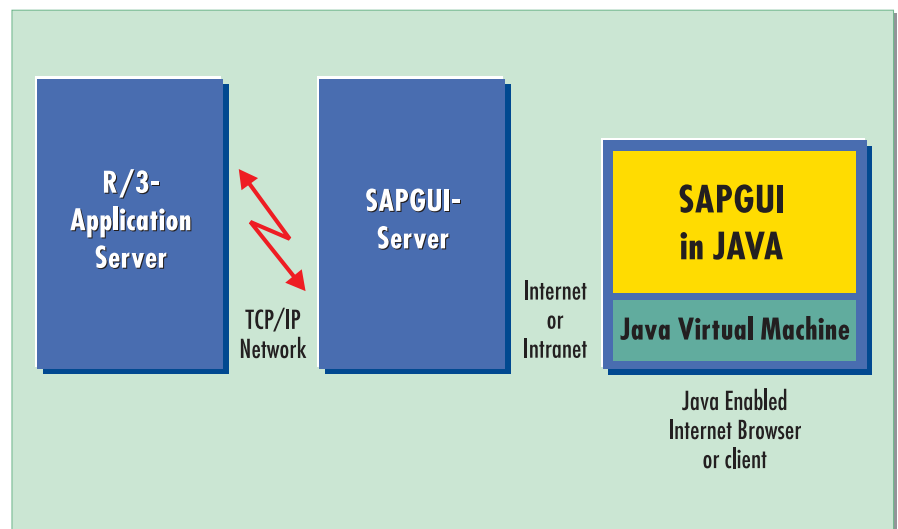 R/3-
Application
Server
TCP/IP
Network
SAPGUI-
Server
Internet
or
Intranet
SAPGUI
in JAVA
Java Virtual Machine
Java Enabled
Internet Browser
or client